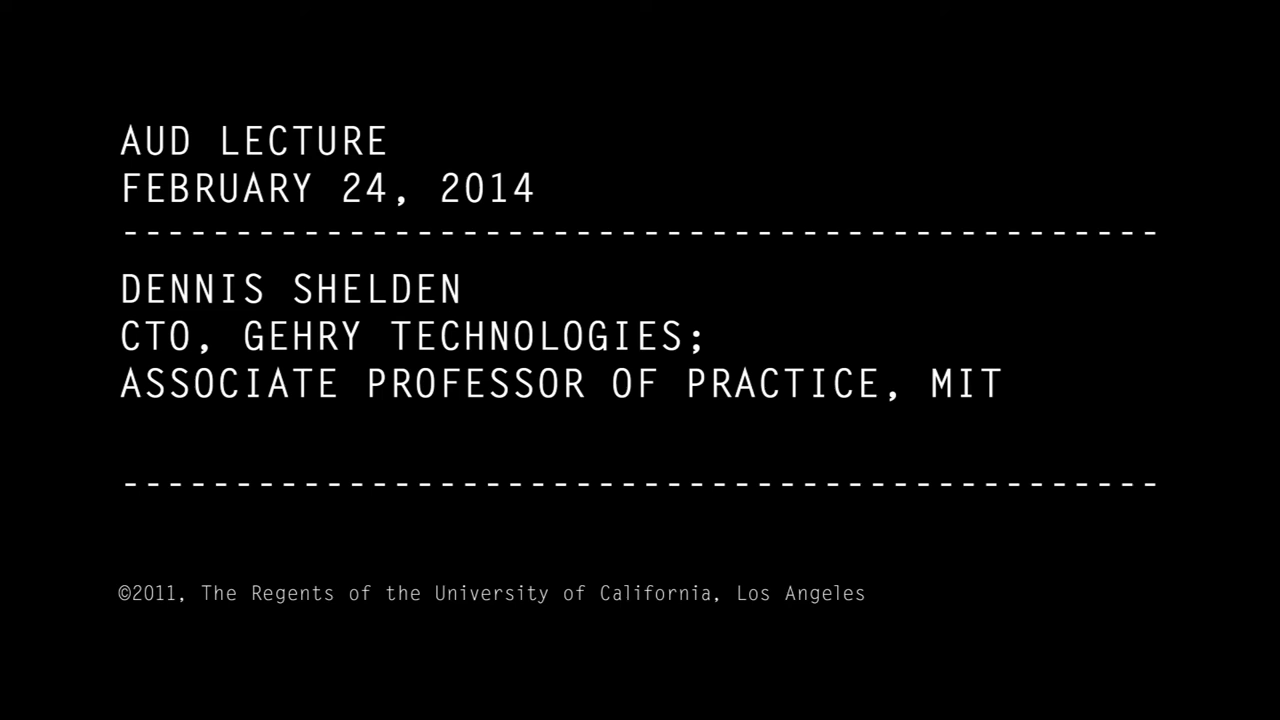 AUD LECTURE
FEBRUARY 24, 2014
-----------------------------------------------
DENNIS SHELDEN
CTO, GEHRY TECHNOLOGIES;
ASSOCIATE PROFESSOR OF PRACTICE, MIT
-----------------------------------------------
©2011, The Regents of the University of California, Los Angeles